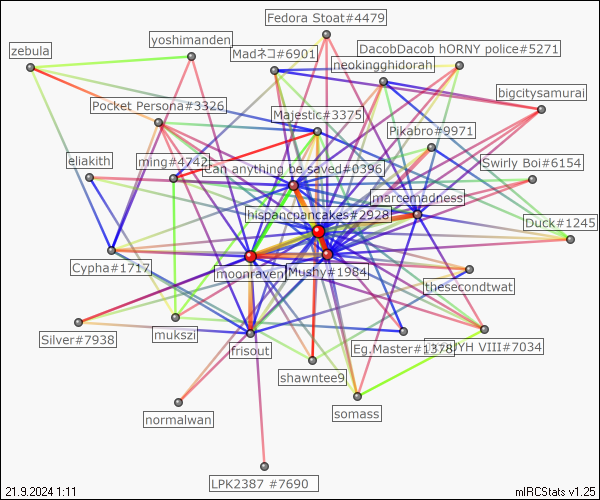 Fedora Stoat#4479
yoshimanden
zebula
Madネコ#6901
DacobDacob hORNY police#5271
neokingghidorah
bigcitysamurai
Pocket Persona#3326
Majestic#3375
Pikabro#9971
eliakith
ming#4742
Swirly Boi#6154
Can anything be saved#0396
marcemadness
hispancpancakes#2928
Duck#1245
Cypha#1717
moonraven
Mushy#1984
thesecondtwat
Silver#7938
mukszi
frisout
Eg.Master#1378
YH VIII#7034
shawntee9
somass
normalwan
LPK2387 #7690
21.9.2024 1:11
mIRCStats v1.25